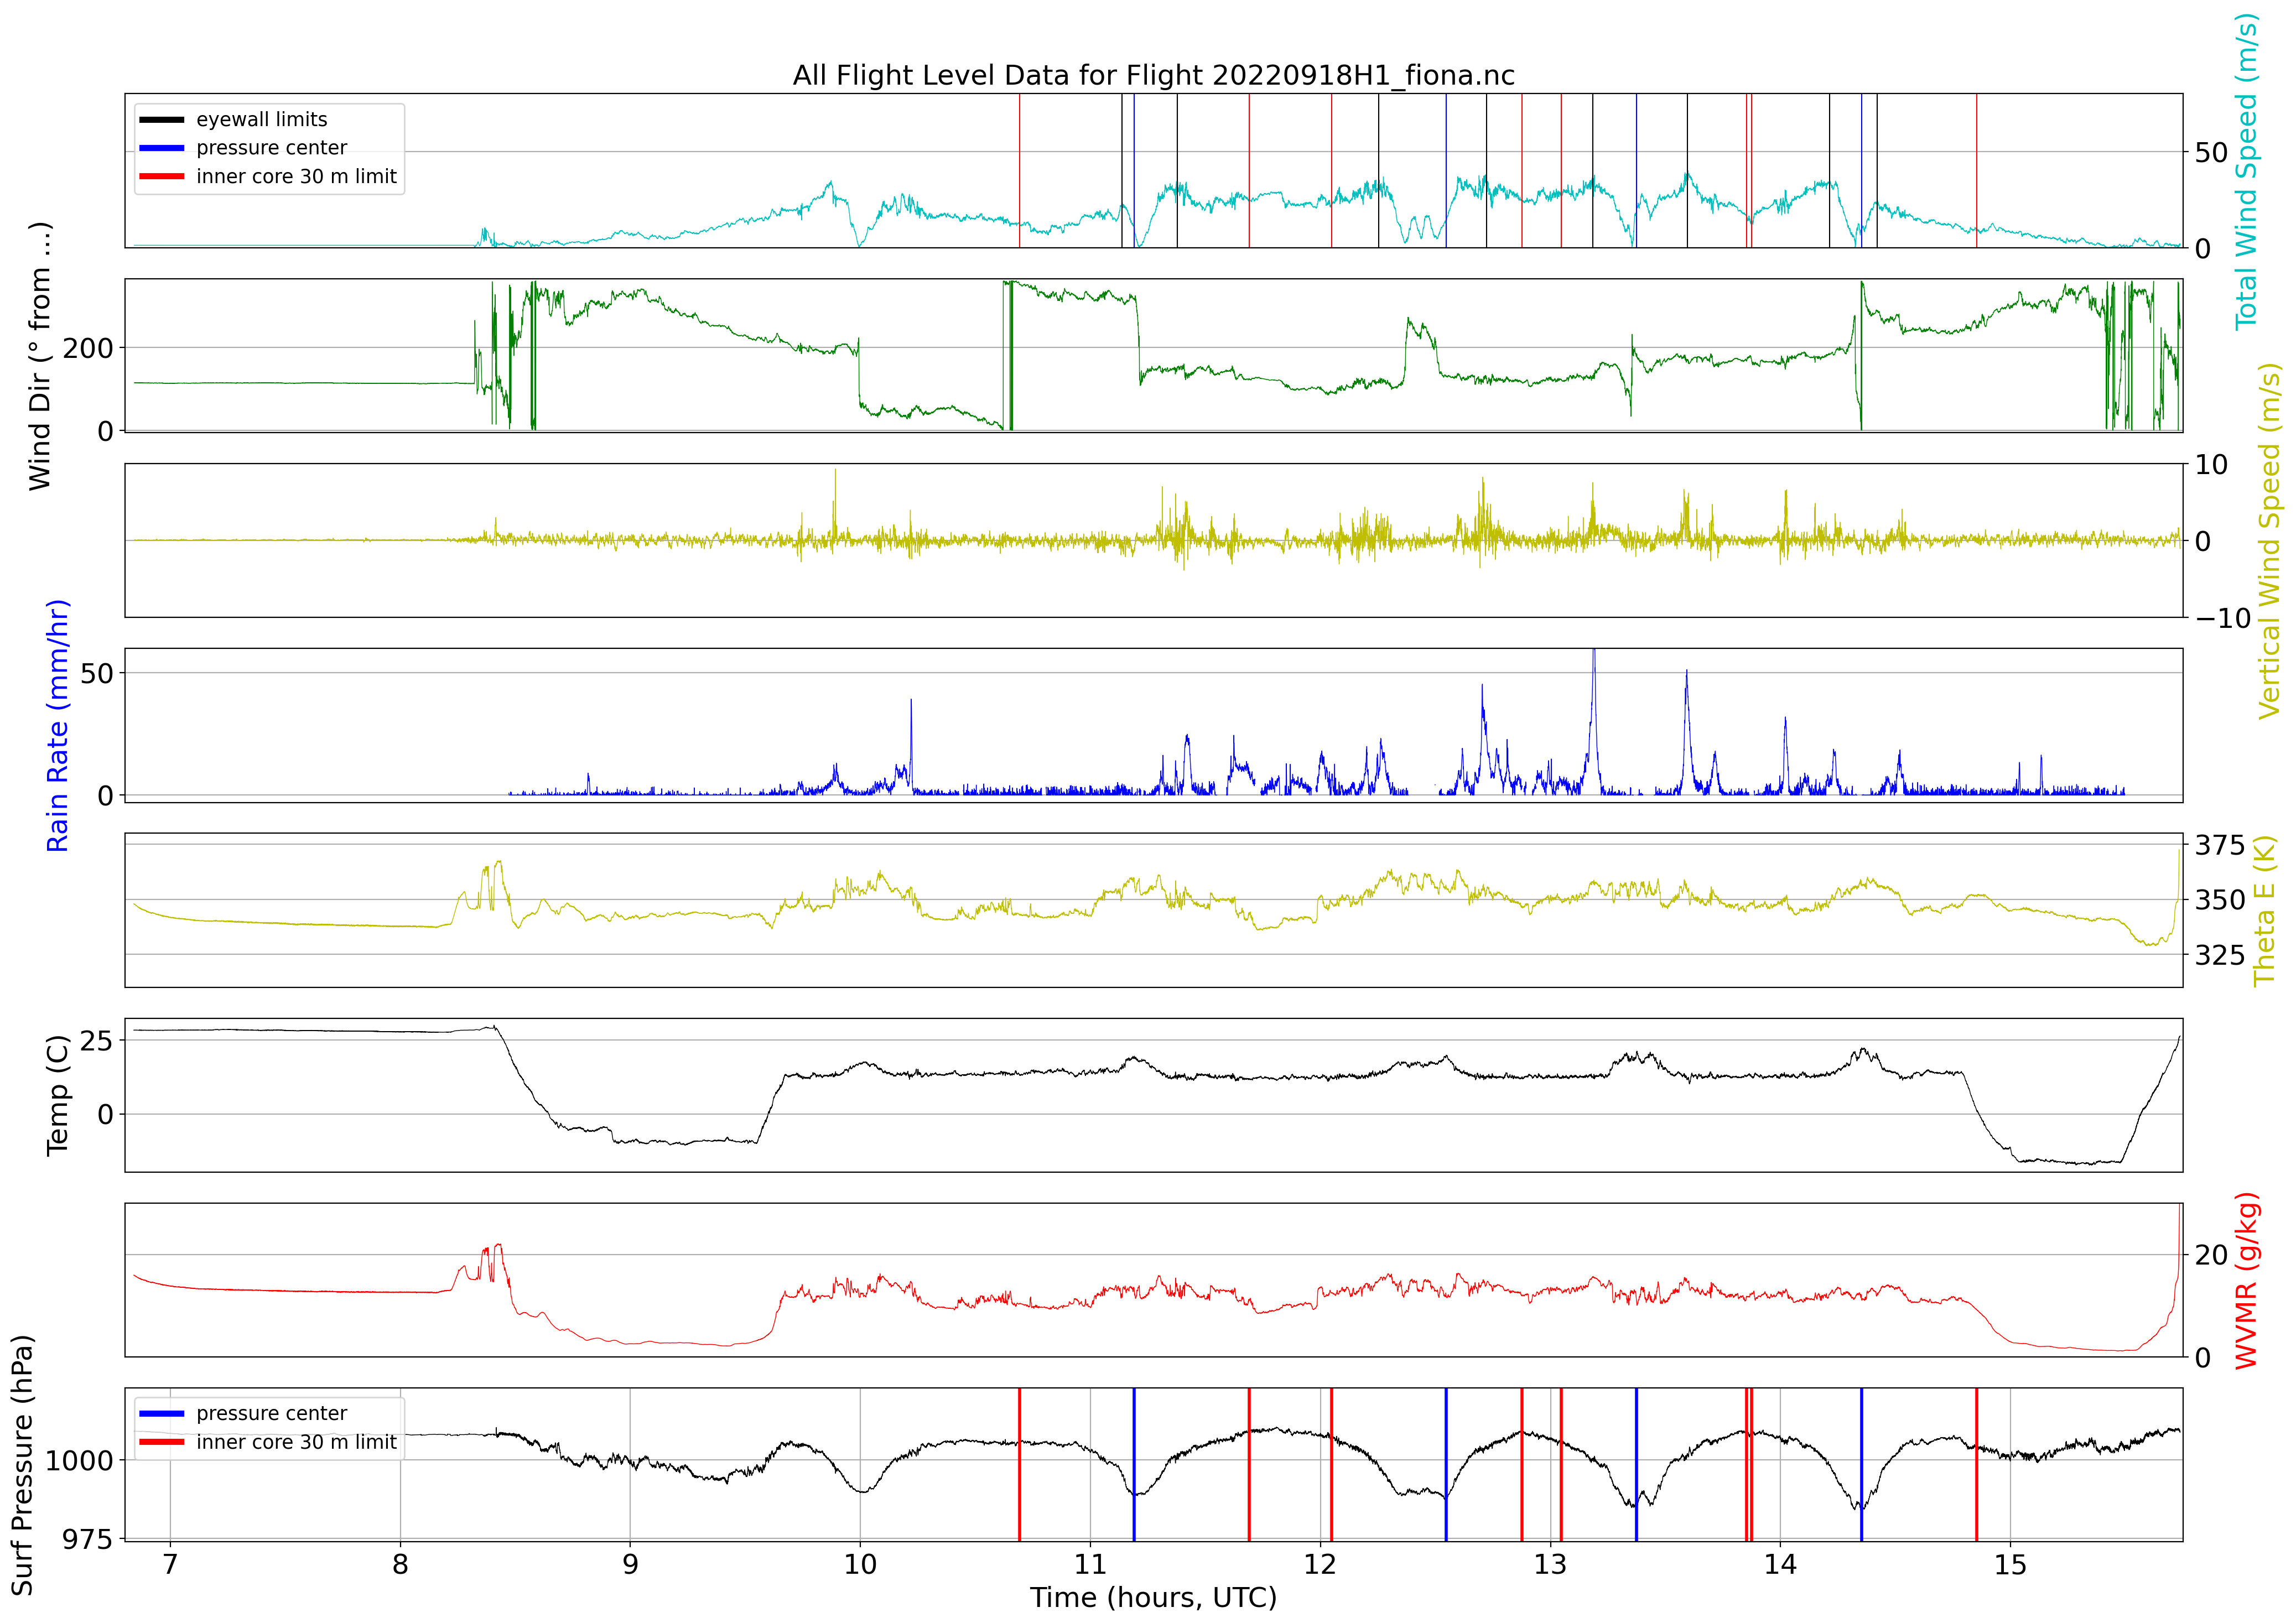 All Flight Level Data for Flight 20220918H1_fiona.nc
eyewall limits
pressure center
inner core 30 m limit
50
0
Total Wind Speed (m/s)
Wind Dir (° from ...)
200
0
10
0
−10
Vertical Wind Speed (m/s)
Rain Rate (mm/hr)
50
0
375
350
325
Theta E (K)
Temp (C)
25
0
20
0
WVMR (g/kg)
Surf Pressure (hPa)
pressure center
inner core 30 m limit
1000
975
7 8 9 10 11 12 13 14 15
Time (hours, UTC)